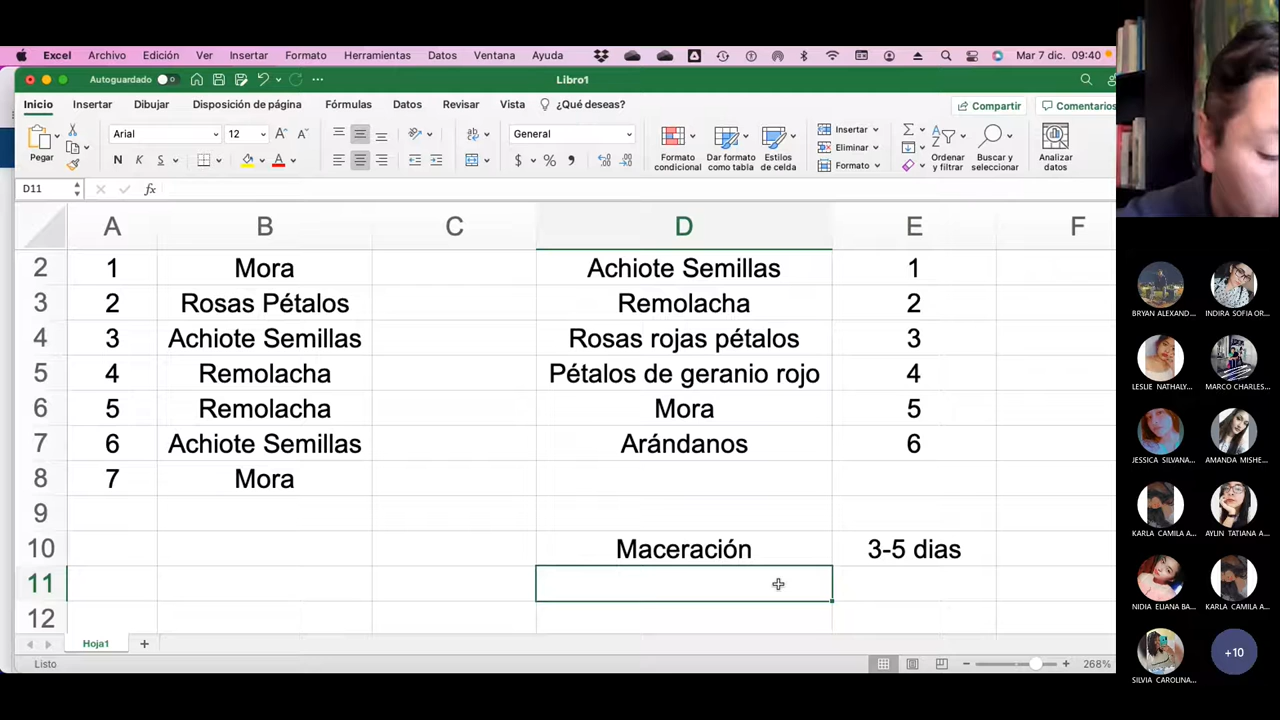 Excel Archivo Edición Ver Insertar Formato Herramientas Datos Ventana Ayuda Mar 7 dic. 09:40
Autoguardado Libro1
Inicio Insertar Dibujar Disposición de página Fórmulas Datos Revisar Vista ¿Qué deseas? Compartir Comentarios
Pegar Arial 12 General Formato condicional Dar formato como tabla Estilos de celda Insertar Eliminar Formato Ordenar y filtrar Buscar y seleccionar Analizar datos
N K S $ % 
D11 fx
A B C D E F
2 1 Mora Achiote Semillas 1
3 2 Rosas Pétalos Remolacha 2
4 3 Achiote Semillas Rosas rojas pétalos 3
5 4 Remolacha Pétalos de geranio rojo 4
6 5 Remolacha Mora 5
7 6 Achiote Semillas Arándanos 6
8 7 Mora
9
10 Maceración 3-5 dias
11
12
Hoja1
Listo 268%
BRYAN ALEXAND... INDIRA SOFIA OR...
LESLIE NATHALY... MARCO CHARLES...
JESSICA SILVANA... AMANDA MISHE...
KARLA CAMILA A... AYLIN TATIANA A...
NIDIA ELIANA BA... KARLA CAMILA A...
SILVIA CAROLINA... +10